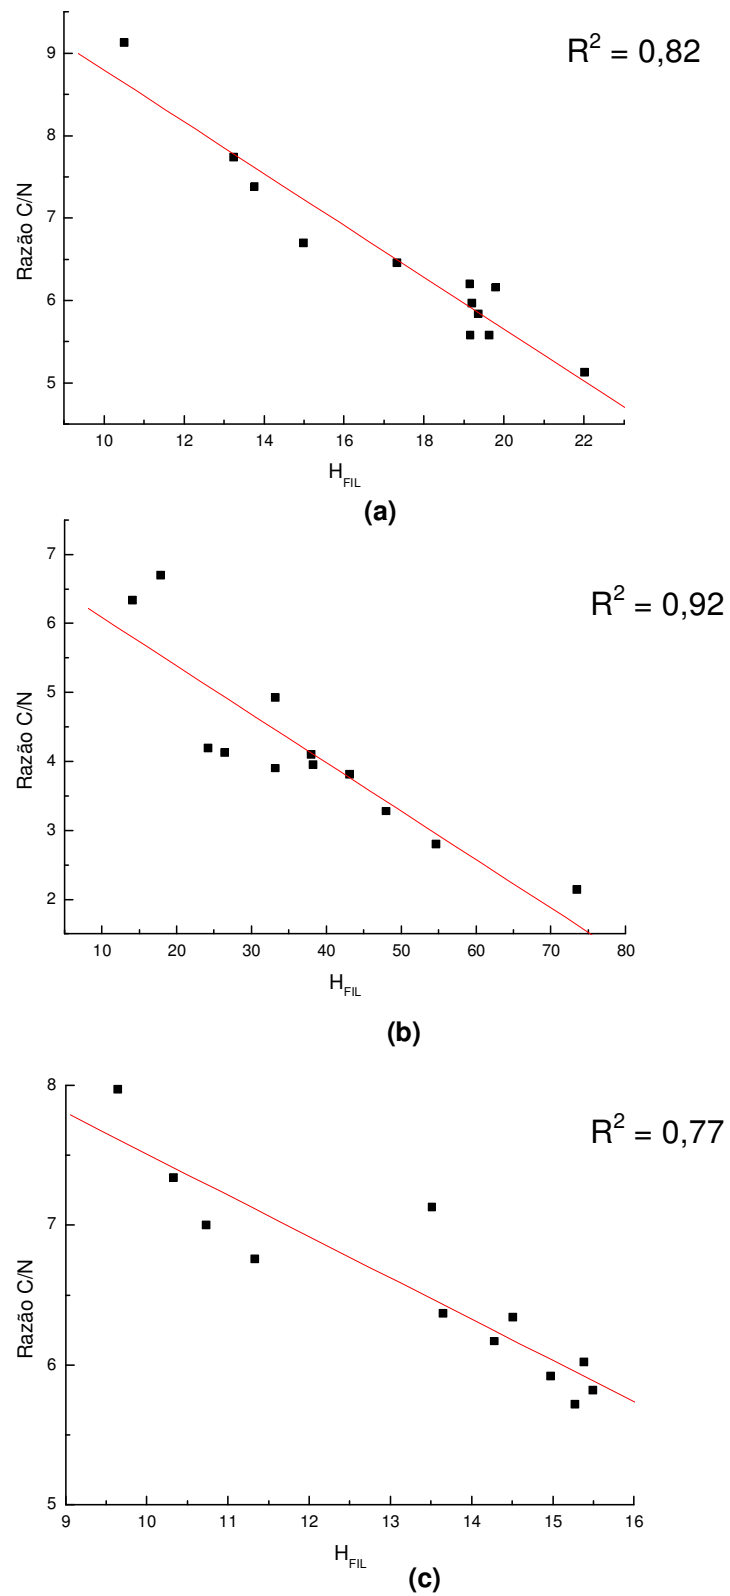 R² = 0,82
9
8
7
6
5
Razão C/N
10 12 14 16 18 20 22
H_FIL
(a)
R² = 0,92
7
6
5
4
3
2
Razão C/N
10 20 30 40 50 60 70 80
H_FIL
(b)
R² = 0,77
8
7
6
5
Razão C/N
9 10 11 12 13 14 15 16
H_FIL
(c)